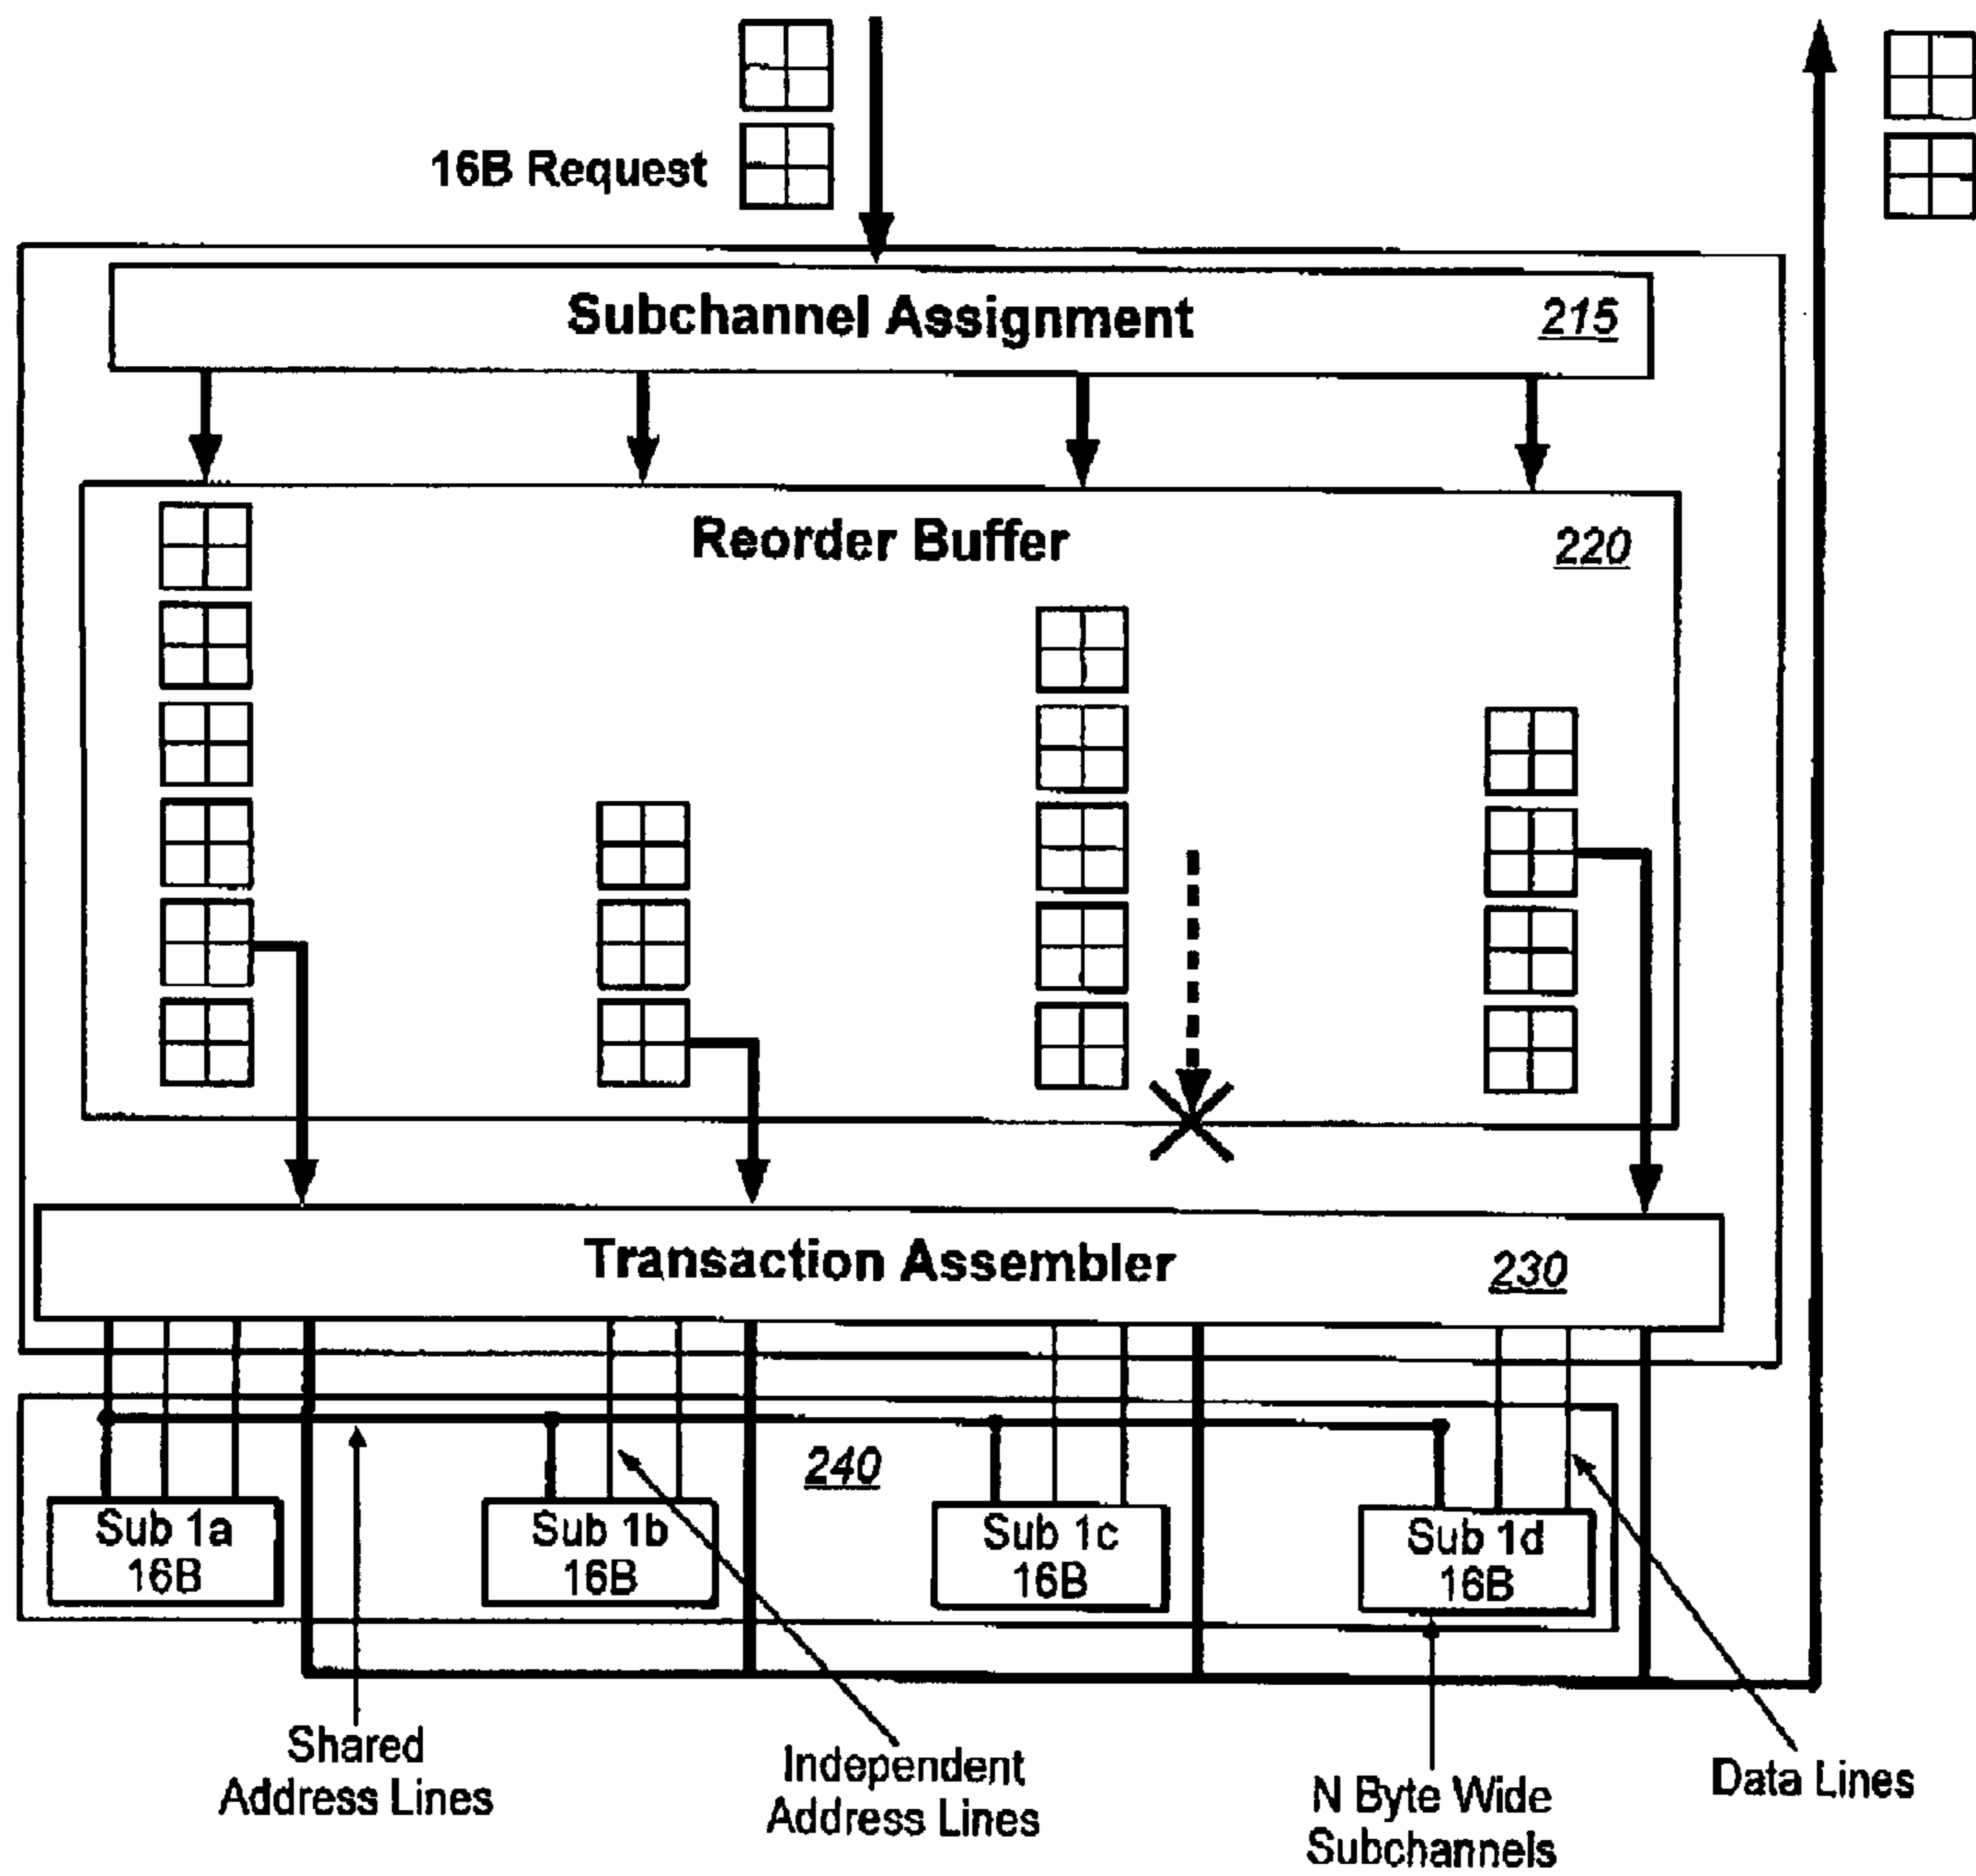 16B Request
Subchannel Assignment 215
Reorder Buffer 220
Transaction Assembler 230
240
Sub 1a
16B
Sub 1b
16B
Sub 1c
16B
Sub 1d
16B
Shared
Address Lines
Independent
Address Lines
N Byte Wide
Subchannels
Data Lines